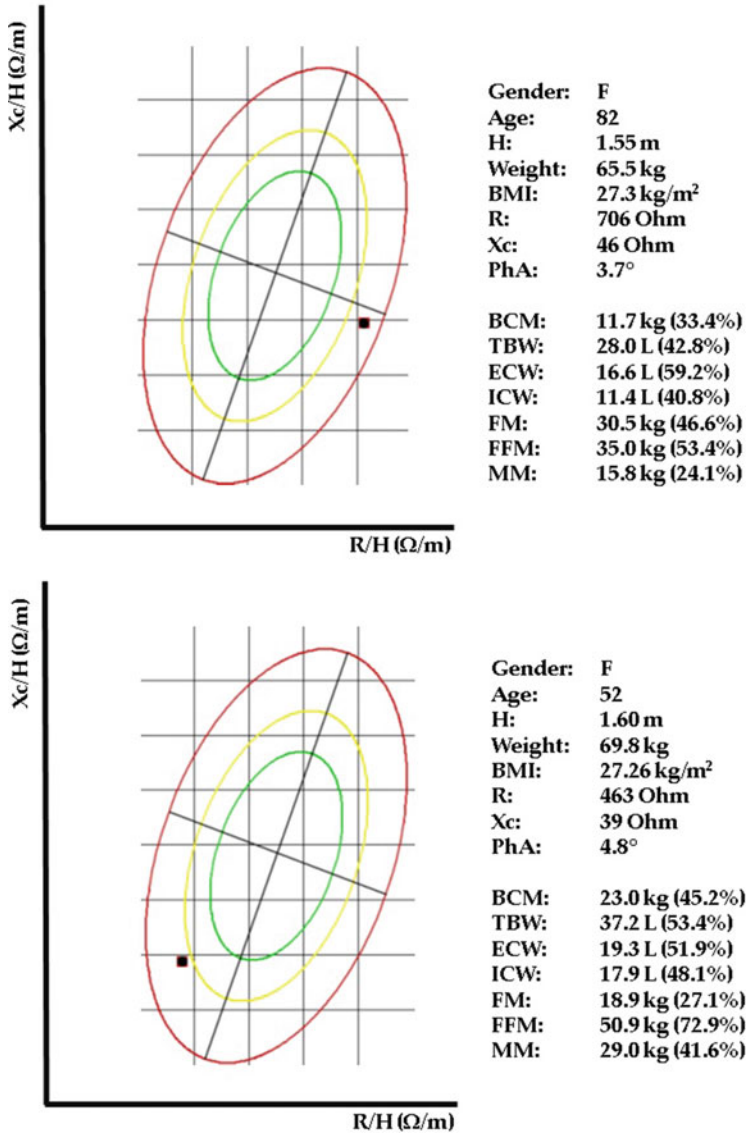 Xc/H (Ω/m)
Gender: F
Age: 82
H: 1.55 m
Weight: 65.5 kg
BMI: 27.3 kg/m²
R: 706 Ohm
Xc: 46 Ohm
PhA: 3.7°
BCM: 11.7 kg (33.4%)
TBW: 28.0 L (42.8%)
ECW: 16.6 L (59.2%)
ICW: 11.4 L (40.8%)
FM: 30.5 kg (46.6%)
FFM: 35.0 kg (53.4%)
MM: 15.8 kg (24.1%)
R/H (Ω/m)
Xc/H (Ω/m)
Gender: F
Age: 52
H: 1.60 m
Weight: 69.8 kg
BMI: 27.26 kg/m²
R: 463 Ohm
Xc: 39 Ohm
PhA: 4.8°
BCM: 23.0 kg (45.2%)
TBW: 37.2 L (53.4%)
ECW: 19.3 L (51.9%)
ICW: 17.9 L (48.1%)
FM: 18.9 kg (27.1%)
FFM: 50.9 kg (72.9%)
MM: 29.0 kg (41.6%)
R/H (Ω/m)